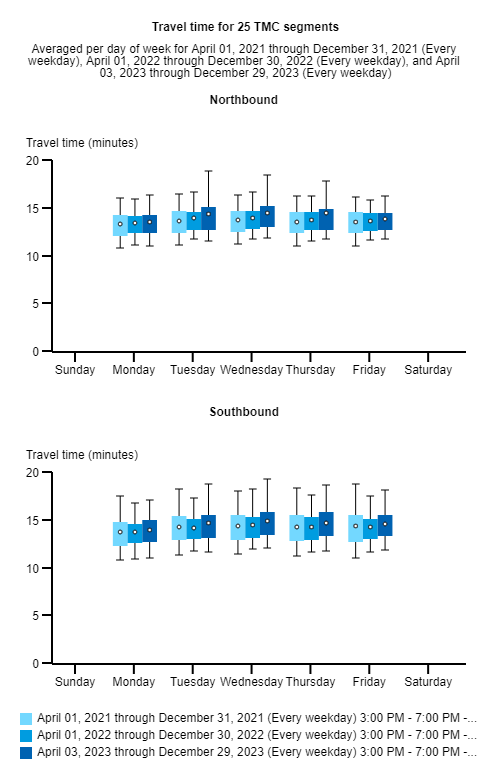 Travel time for 25 TMC segments
Averaged per day of week for April 01, 2021 through December 31, 2021 (Every
weekday), April 01, 2022 through December 30, 2022 (Every weekday), and April
03, 2023 through December 29, 2023 (Every weekday)
Northbound
Travel time (minutes)
20
15
10
5
0
Sunday Monday Tuesday Wednesday Thursday Friday Saturday
Southbound
Travel time (minutes)
20
15
10
5
0
Sunday Monday Tuesday Wednesday Thursday Friday Saturday
April 01, 2021 through December 31, 2021 (Every weekday) 3:00 PM - 7:00 PM -...
April 01, 2022 through December 30, 2022 (Every weekday) 3:00 PM - 7:00 PM -...
April 03, 2023 through December 29, 2023 (Every weekday) 3:00 PM - 7:00 PM -...